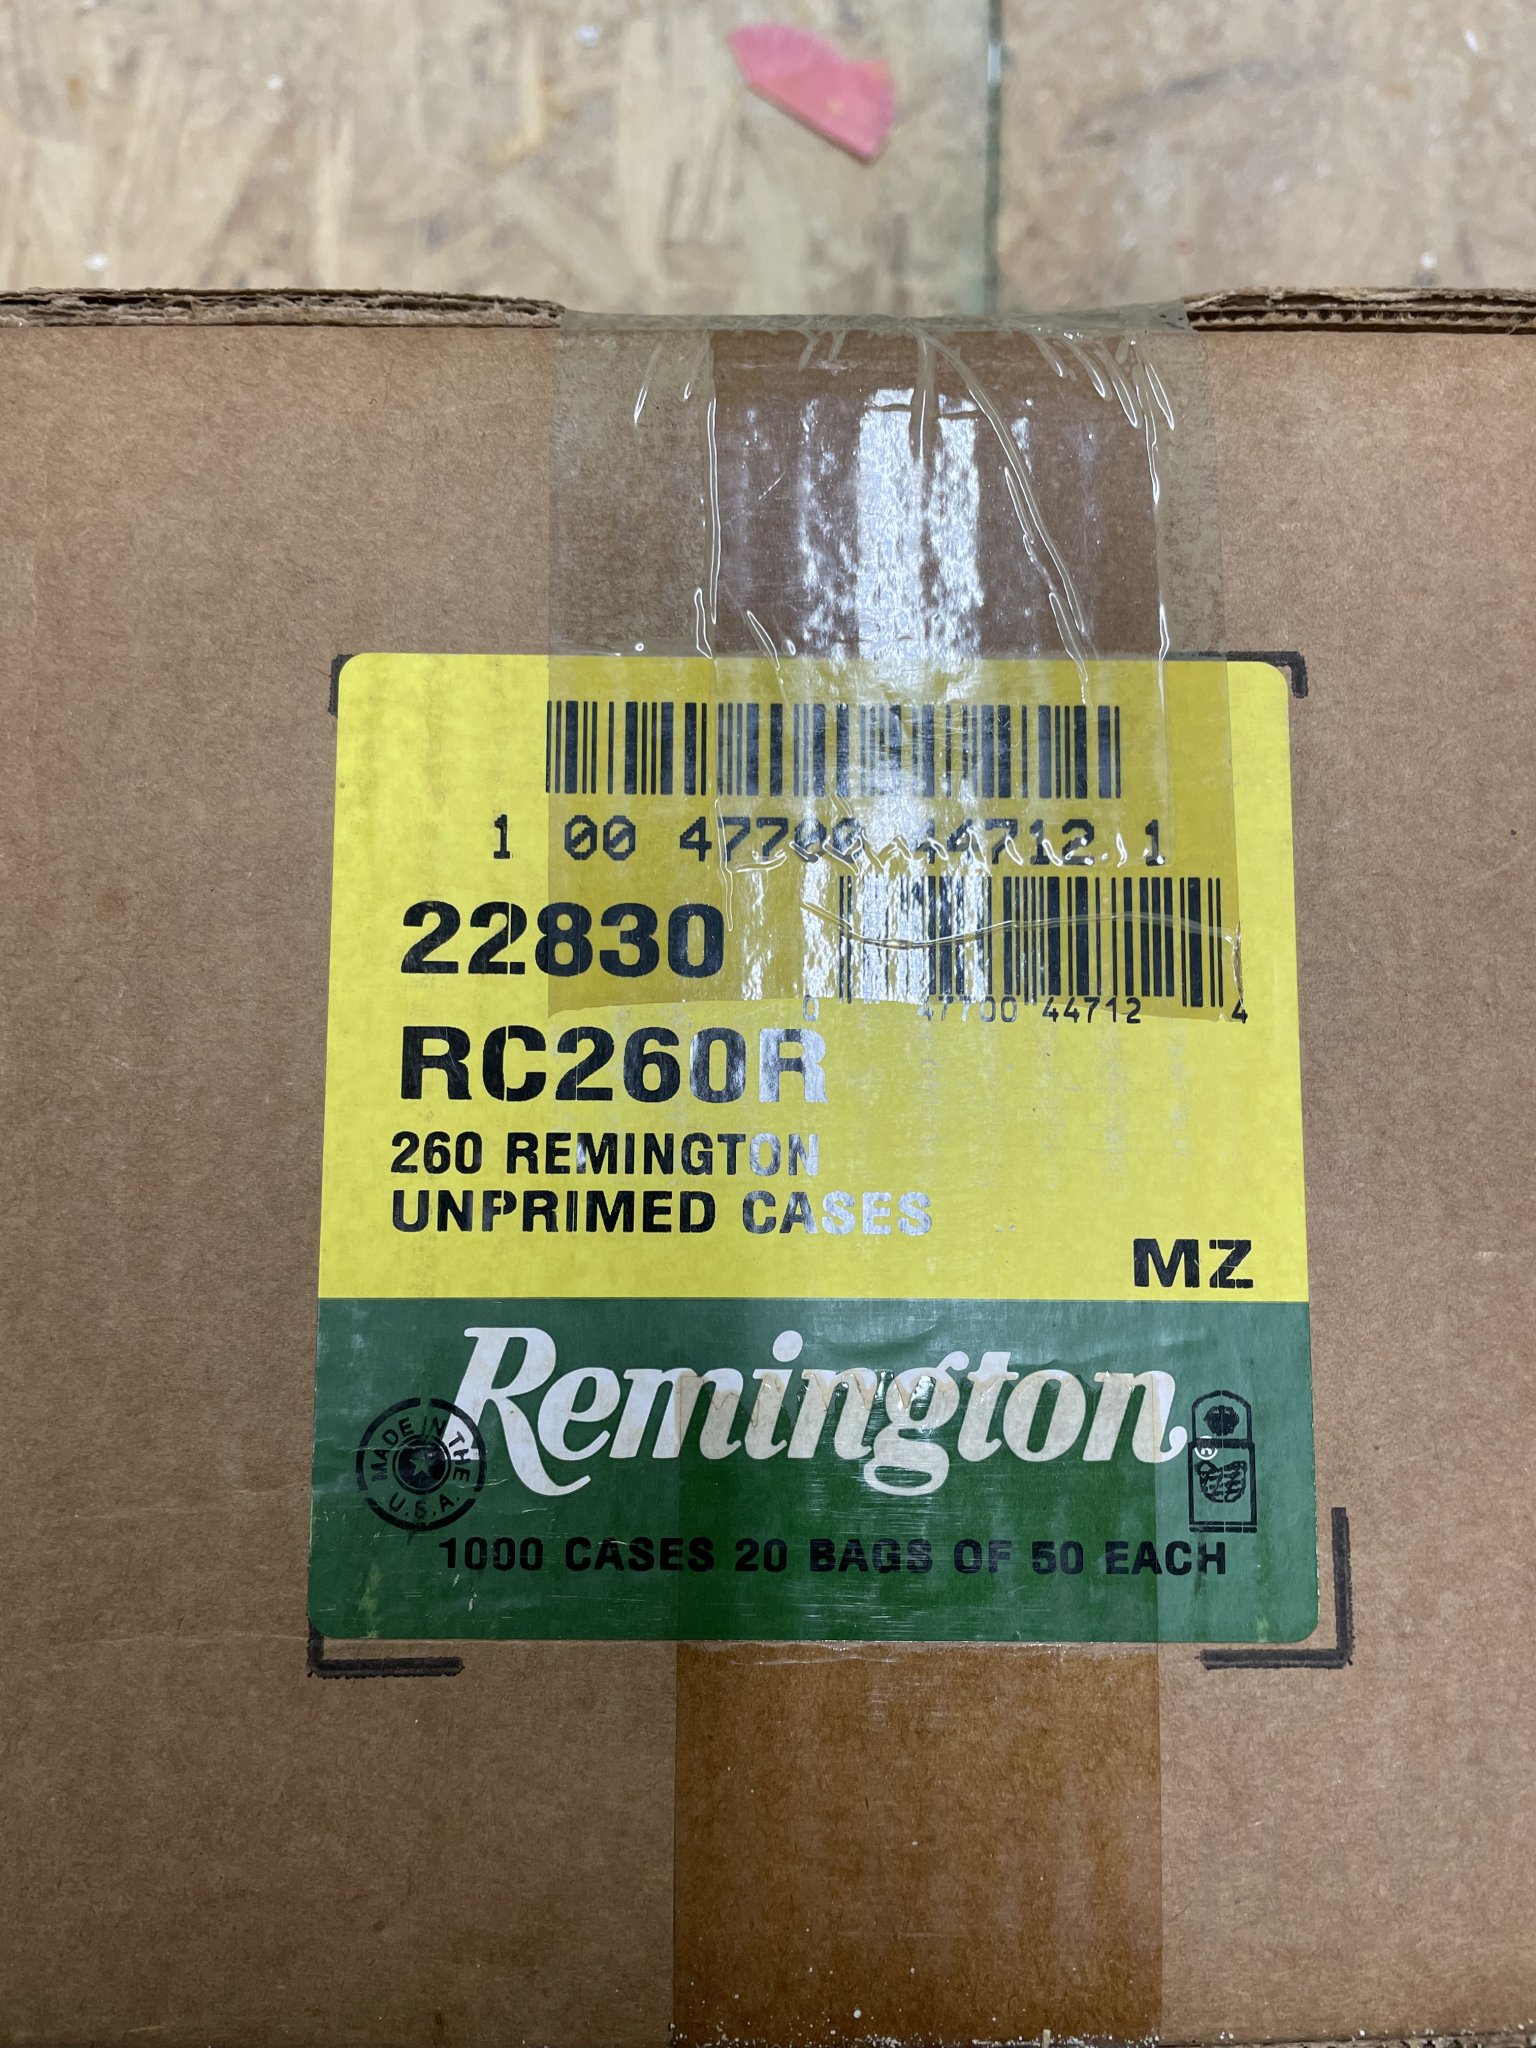 1 00 47700 44712 1
22830
0 47700 44712 4
RC260R
260 REMINGTON
UNPRIMED CASES
MZ
Remington
MADE IN THE U.S.A.
1000 CASES 20 BAGS OF 50 EACH